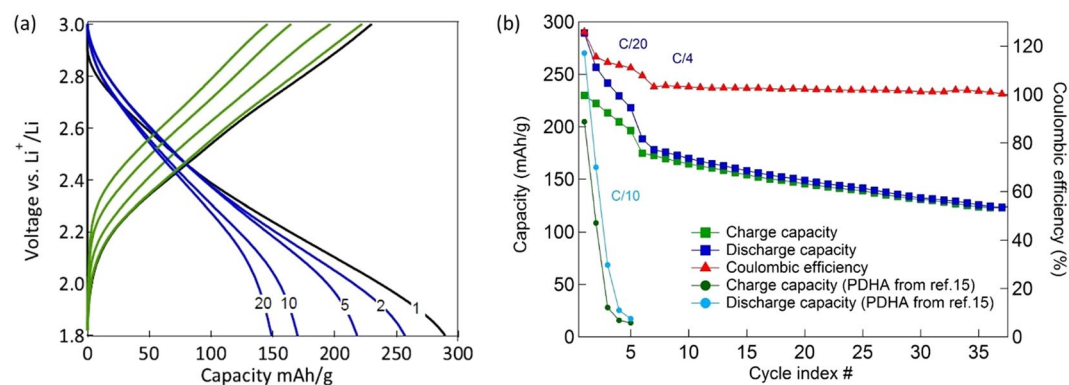 (a)
3.0
2.8
2.6
2.4
2.2
2.0
1.8
Voltage vs. Li+/Li
20
10
5
2
1
0
50
100
150
200
250
300
Capacity mAh/g
(b)
300
250
200
150
100
50
0
Capacity (mAh/g)
C/20
C/4
C/10
Charge capacity
Discharge capacity
Coulombic efficiency
Charge capacity (PDHA from ref.15)
Discharge capacity (PDHA from ref.15)
120
100
80
60
40
20
0
Coulombic efficiency (%)
5
10
15
20
25
30
35
Cycle index #